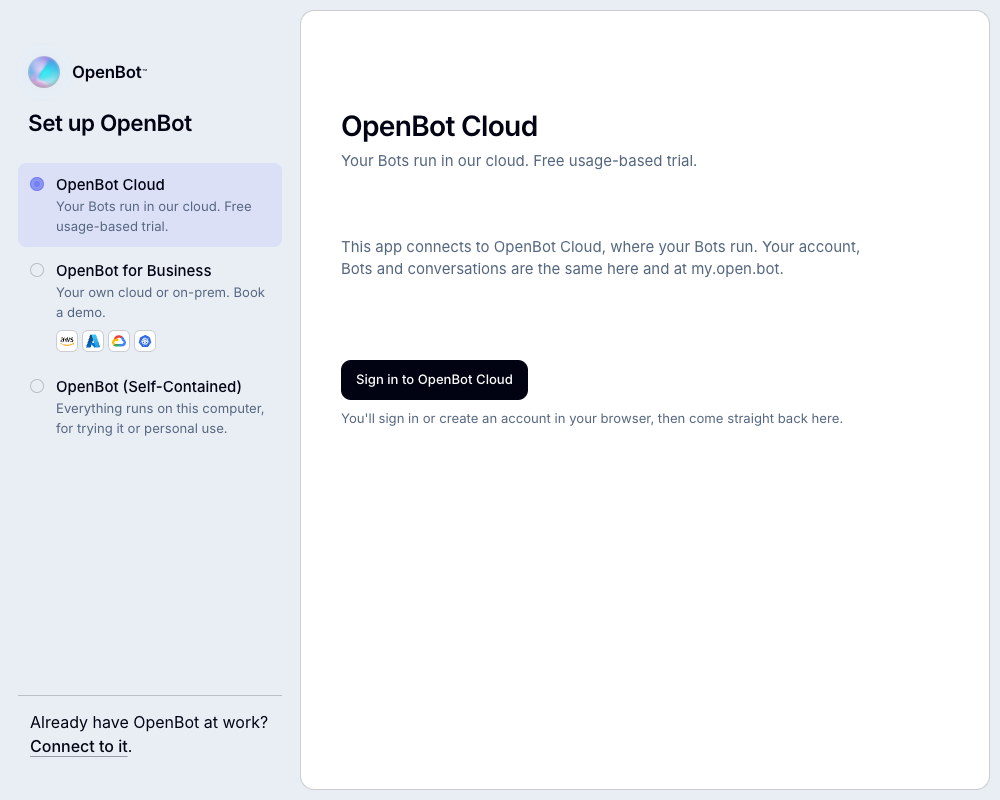 OpenBot™
Set up OpenBot
OpenBot Cloud
Your Bots run in our cloud. Free
usage-based trial.
OpenBot for Business
Your own cloud or on-prem. Book
a demo.
aws
OpenBot (Self-Contained)
Everything runs on this computer,
for trying it or personal use.
Already have OpenBot at work?
Connect to it.
OpenBot Cloud
Your Bots run in our cloud. Free usage-based trial.
This app connects to OpenBot Cloud, where your Bots run. Your account,
Bots and conversations are the same here and at my.open.bot.
Sign in to OpenBot Cloud
You'll sign in or create an account in your browser, then come straight back here.